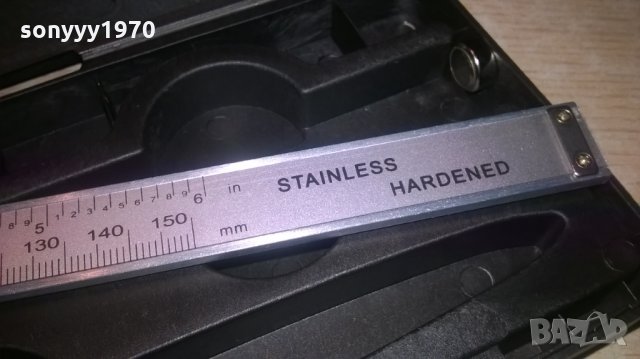 sonyyy1970
8 9 5 1 2 3 4 5 6 7 8 9 6 in STAINLESS HARDENED
130 140 150 mm
BAZAR